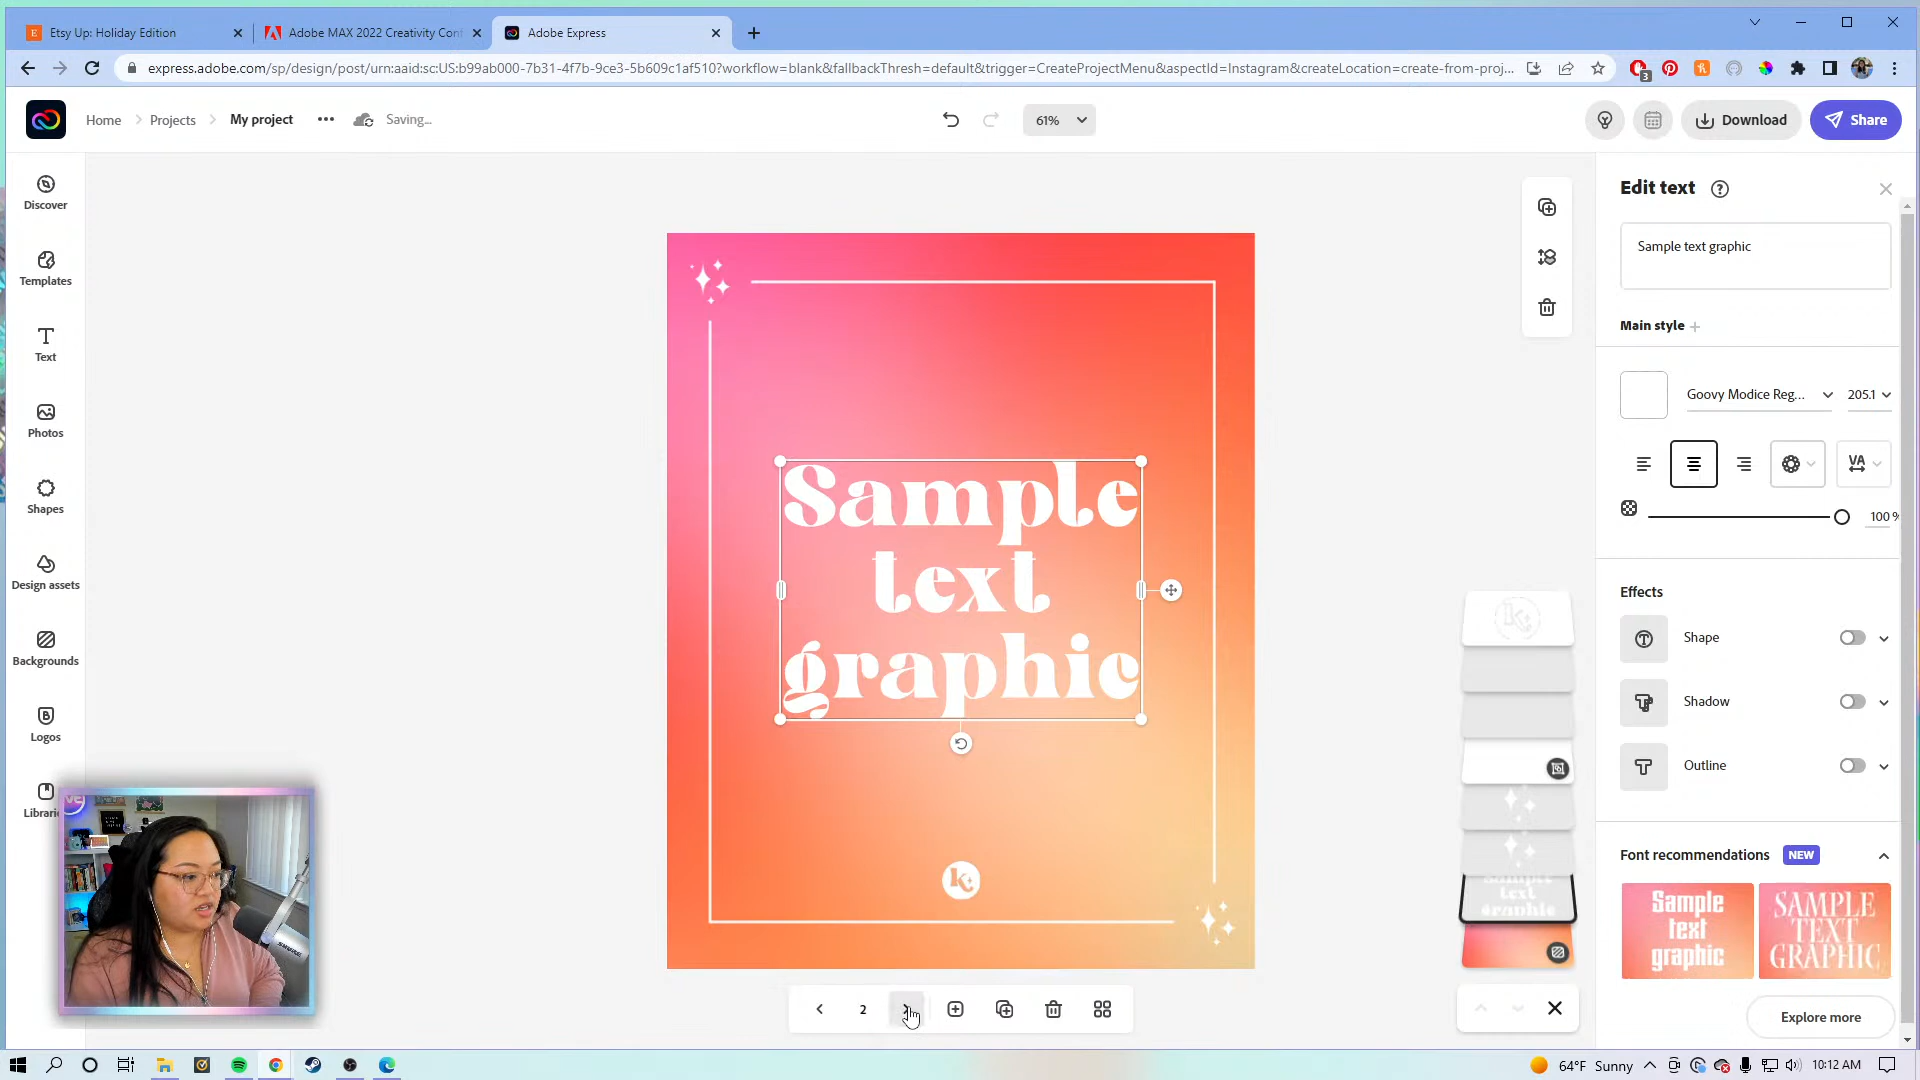 Etsy Up: Holiday Edition
Adobe MAX 2022 Creativity Conf
Adobe Express
express.adobe.com/sp/design/post/urn:aaid:sc:US:b99ab000-7b31-4f7b-9ce3-5b609c1af510?workflow=blank&fallbackThresh=default&trigger=CreateProjectMenu&aspectId=Instagram&createLocation=create-from-proj...
3
Home
Projects
My project
Saving...
61%
Download
Share
Discover
Templates
Text
Photos
Shapes
Design assets
Backgrounds
Logos
Librari
Sample
text
graphic
k
2
Edit text
Sample text graphic
Main style
Goovy Modice Reg...
205.1
VA
100 %
Effects
Shape
Shadow
Outline
Font recommendations
NEW
Sample
text
graphic
SAMPLE
TEXT
GRAPHIC
Explore more
text
graphic
64°F Sunny
10:12 AM